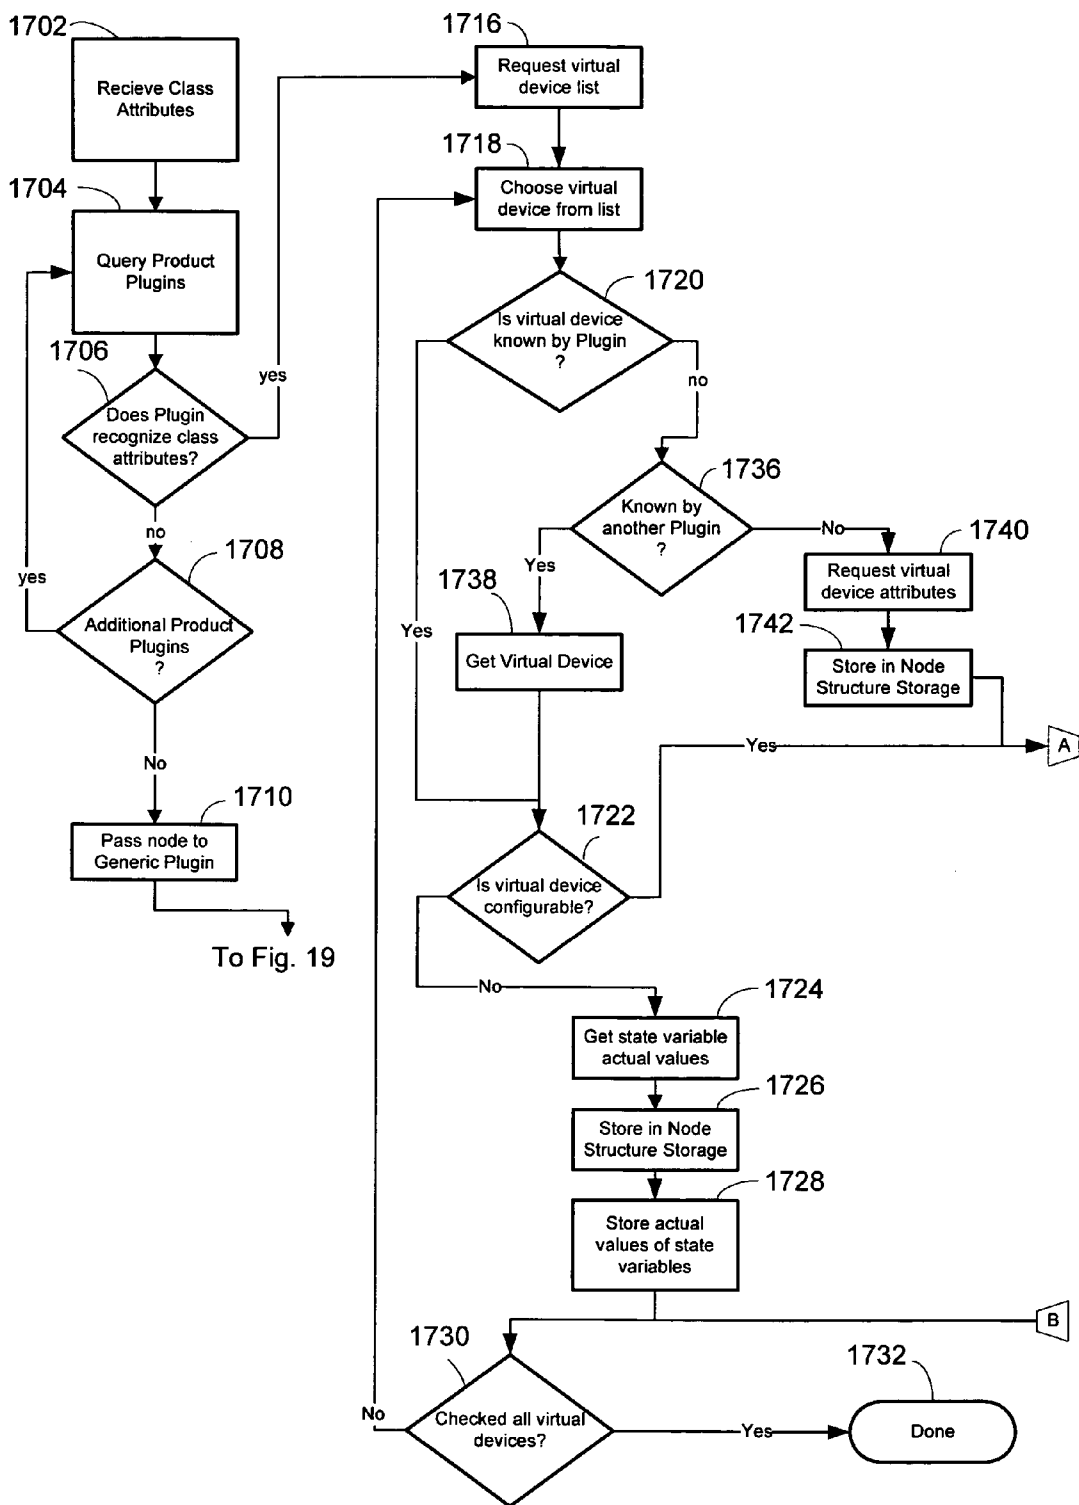 1702
Recieve Class
Attributes
1704
Query Product
Plugins
1706
Does Plugin
recognize class
attributes?
yes
no
1708
yes
Additional Product
Plugins
?
No
1710
Pass node to
Generic Plugin
To Fig. 19
1716
Request virtual
device list
1718
Choose virtual
device from list
1720
Is virtual device
known by Plugin
?
no
Yes
1736
Known by
another Plugin
?
Yes
No
1738
Get Virtual Device
1740
Request virtual
device attributes
1742
Store in Node
Structure Storage
Yes
A
1722
Is virtual device
configurable?
No
1724
Get state variable
actual values
1726
Store in Node
Structure Storage
1728
Store actual
values of state
variables
B
1730
Checked all virtual
devices?
No
Yes
1732
Done